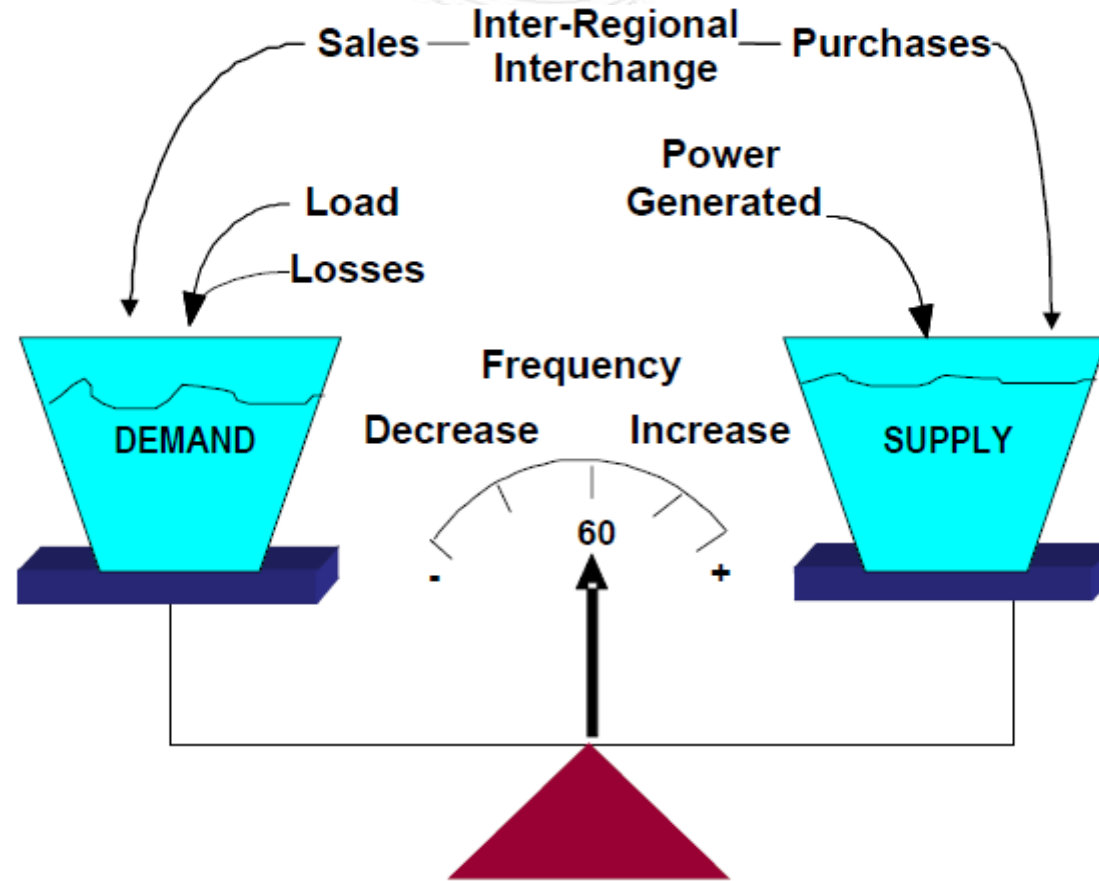 Sales
Inter-Regional
Interchange
Purchases
Power
Generated
Load
Losses
Frequency
Decrease
Increase
DEMAND
SUPPLY
60
-
+